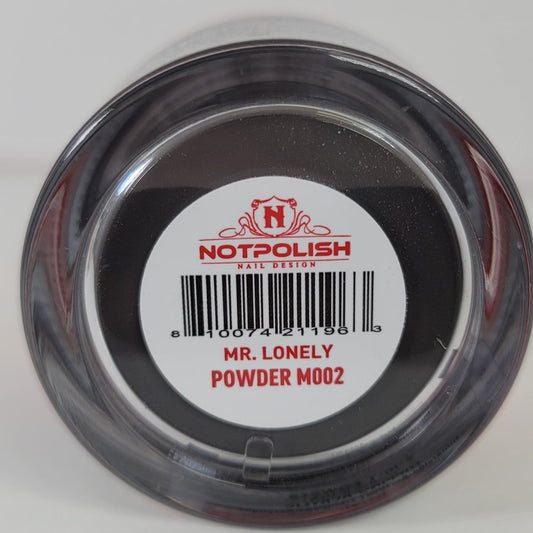 N
NOTPOLISH
NAIL DESIGN
8 10074 21196 3
MR. LONELY
POWDER M002